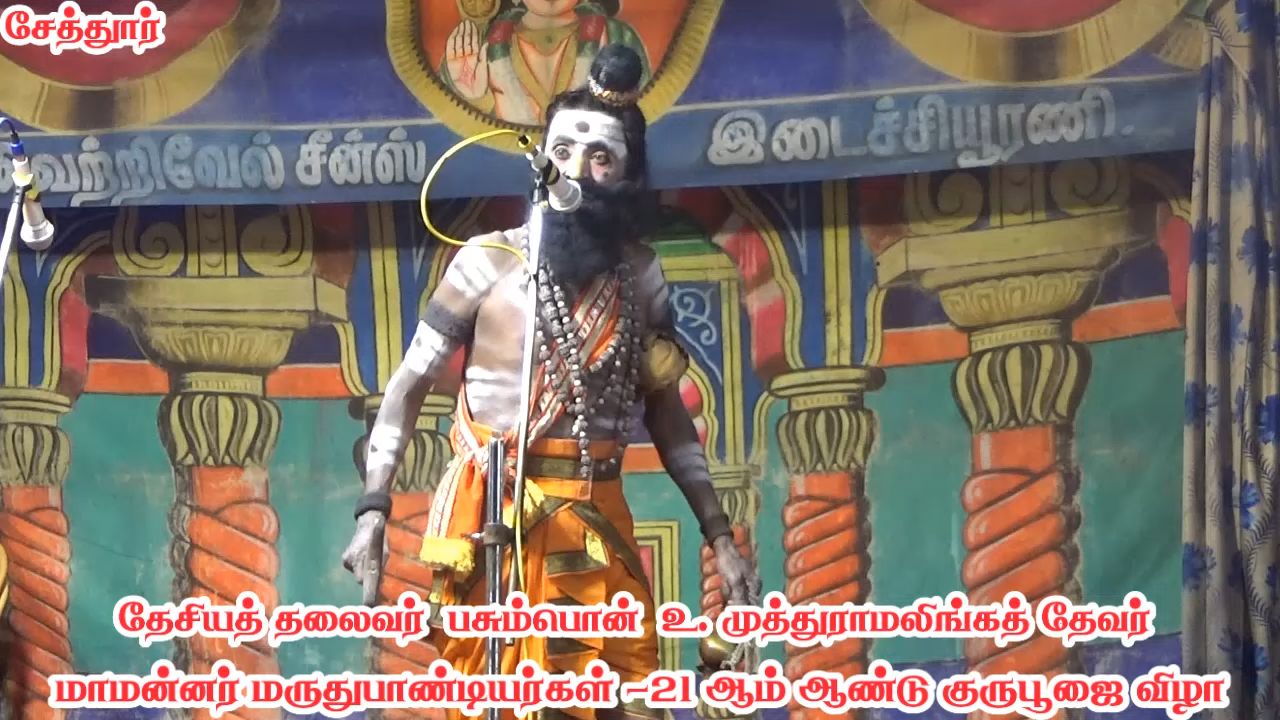 சேத்தூர்
வெற்றிவேல் சீன்ஸ்
இடைச்சியூரணி
தேசியத் தலைவர் பசும்பொன் உ. முத்துராமலிங்கத் தேவர்
மாமன்னர் மருதுபாண்டியர்கள் -21 ஆம் ஆண்டு குருபூஜை விழா